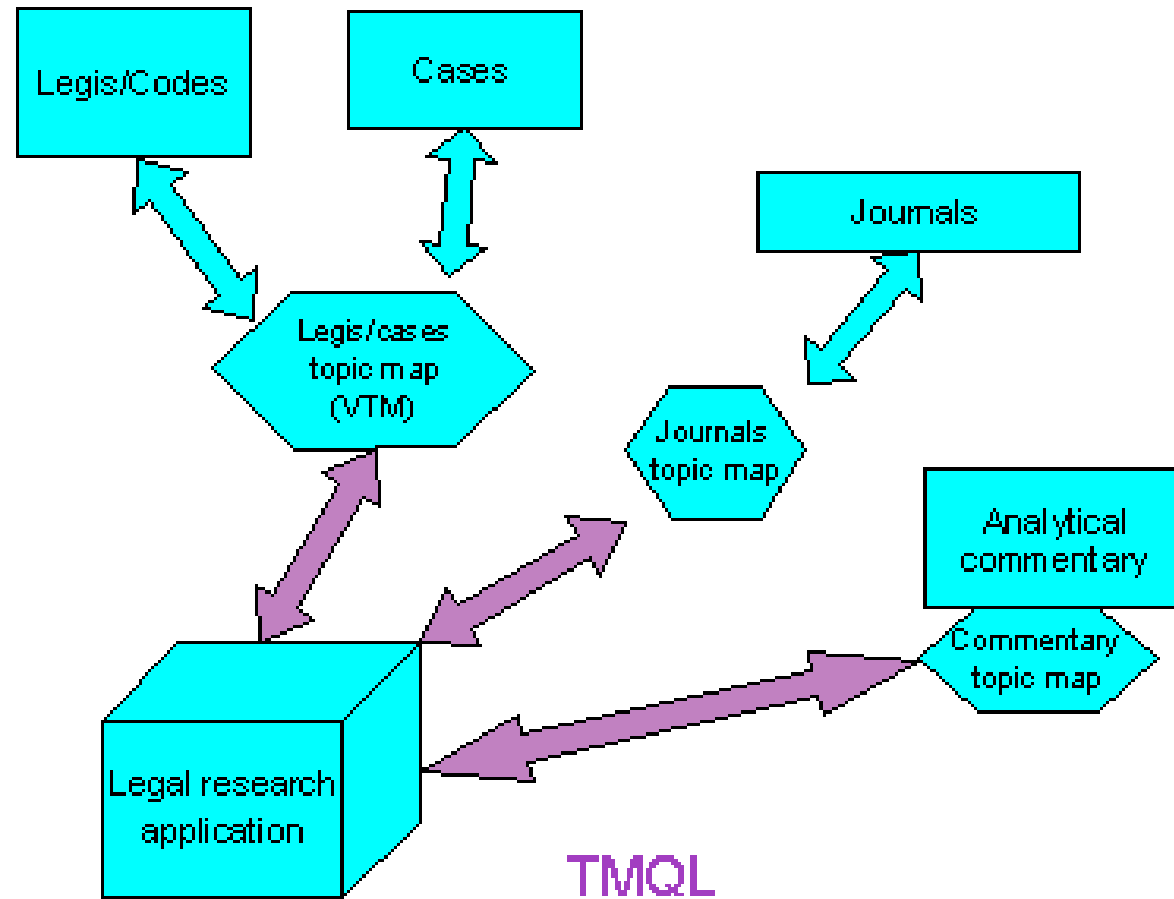 Legis/Codes
Cases
Journals
Legis/cases
topic map
(VTM)
Journals
topic map
Analytical
commentary
Commentary
topic map
Legal research
application
TMQL